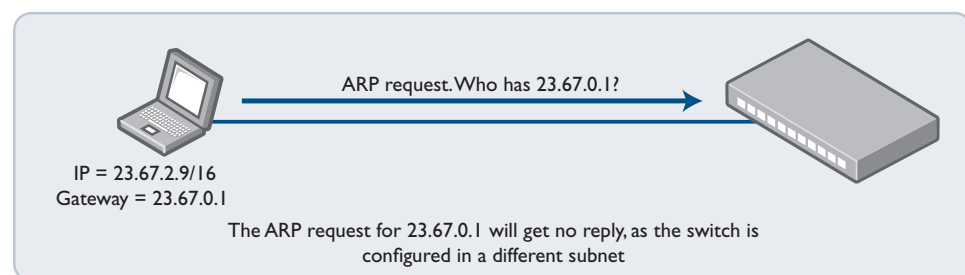 ARP request. Who has 23.67.0.1?
IP = 23.67.2.9/16
Gateway = 23.67.0.1
The ARP request for 23.67.0.1 will get no reply, as the switch is
configured in a different subnet